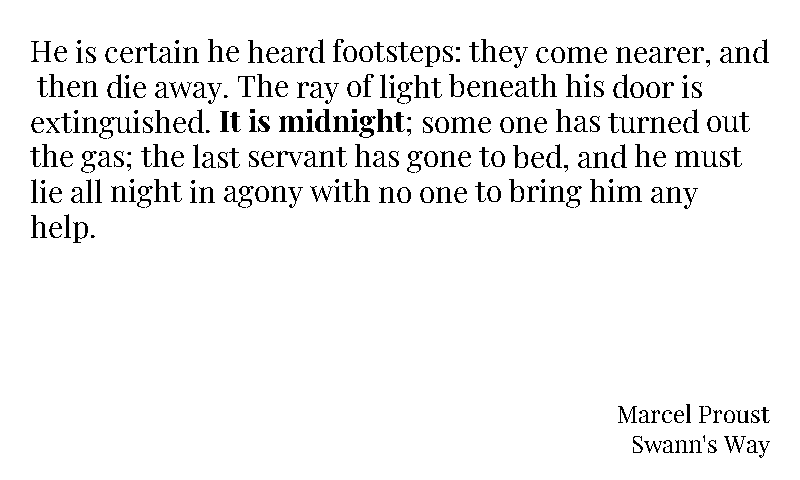 He is certain he heard footsteps: they come nearer, and
then die away. The ray of light beneath his door is
extinguished. It is midnight; some one has turned out
the gas; the last servant has gone to bed, and he must
lie all night in agony with no one to bring him any
help.
Marcel Proust
Swann's Way